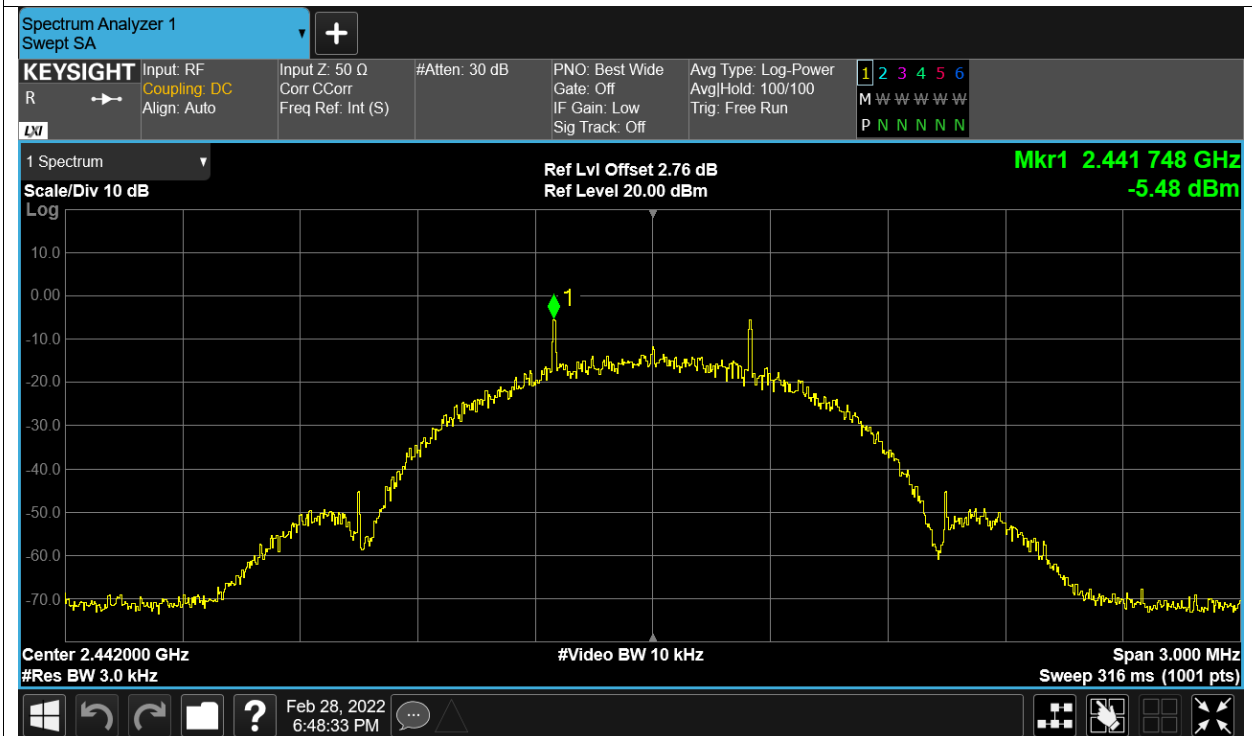 Spectrum Analyzer 1
Swept SA
KEYSIGHT
R
LXI
Input: RF
Coupling: DC
Align: Auto
Input Z: 50 Ω
Corr CCorr
Freq Ref: Int (S)
#Atten: 30 dB
PNO: Best Wide
Gate: Off
IF Gain: Low
Sig Track: Off
Avg Type: Log-Power
Avg|Hold: 100/100
Trig: Free Run
1 2 3 4 5 6
M W W W W W
P N N N N N
1 Spectrum
Scale/Div 10 dB
Log
Ref Lvl Offset 2.76 dB
Ref Level 20.00 dBm
Mkr1 2.441 748 GHz
-5.48 dBm
10.0
0.00
-10.0
-20.0
-30.0
-40.0
-50.0
-60.0
-70.0
1
Center 2.442000 GHz
#Res BW 3.0 kHz
#Video BW 10 kHz
Span 3.000 MHz
Sweep 316 ms (1001 pts)
?
Feb 28, 2022
6:48:33 PM